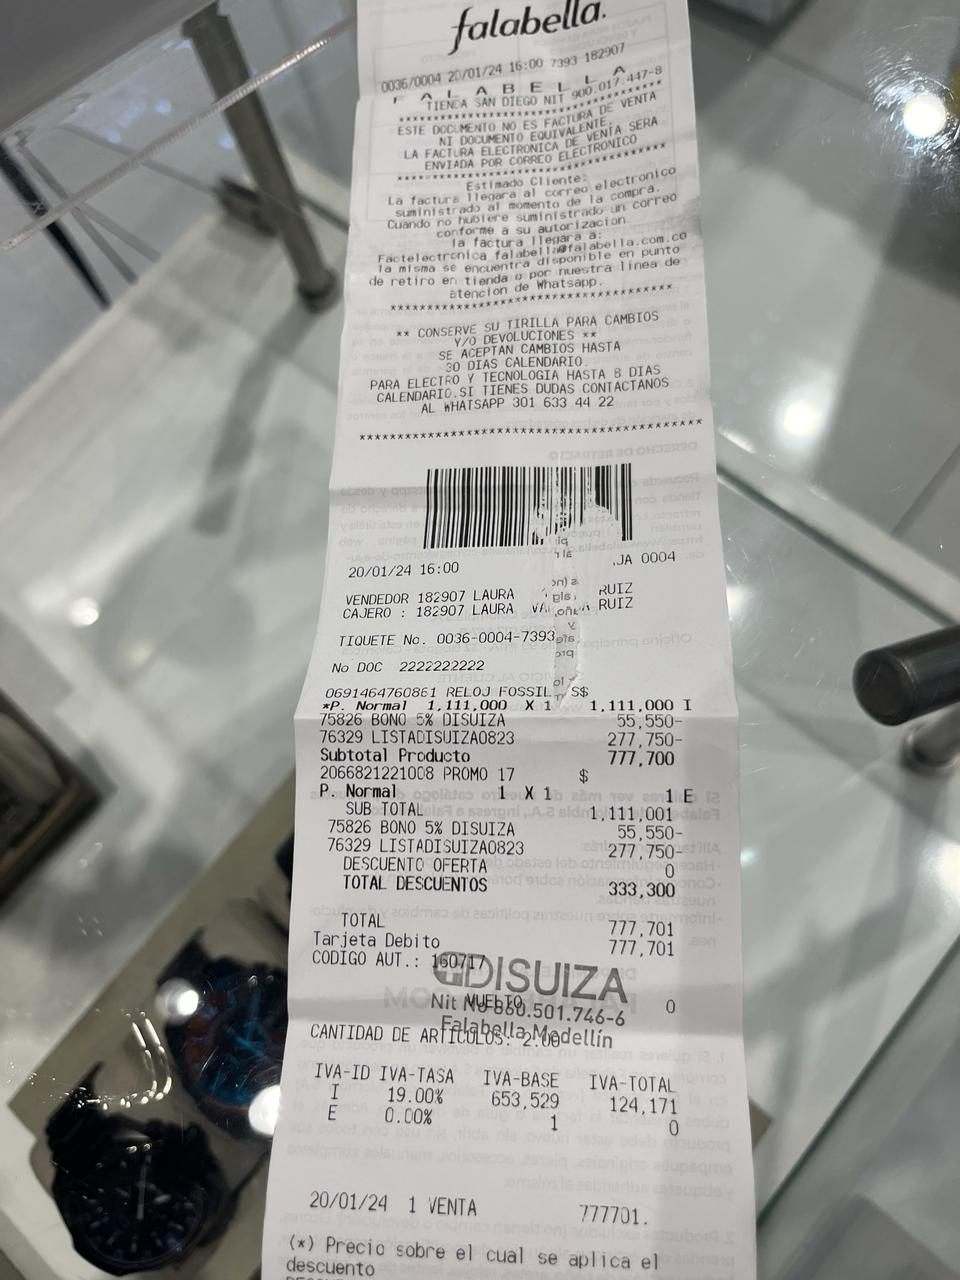 falabella.
0036/0004 20/01/24 16:00 7393 182907
F A L A B E L L A
TIENDA SAN DIEGO NIT 900.017.447-8
************************************
ESTE DOCUMENTO NO ES FACTURA DE VENTA
NI DOCUMENTO EQUIVALENTE.
LA FACTURA ELECTRONICA DE VENTA SERA
ENVIADA POR CORREO ELECTRONICO
************************************
Estimado Cliente:
La factura llegara al correo electronico
suministrado al momento de la compra.
Cuando no hubiere suministrado un correo
conforme a su autorizacion
la factura llegara a:
Factelectronica falabella@falabella.com.co
la misma se encuentra disponible en punto
de retiro en tienda o por nuestra linea de
atencion de Whatsapp.
************************************
** CONSERVE SU TIRILLA PARA CAMBIOS
Y/O DEVOLUCIONES **
SE ACEPTAN CAMBIOS HASTA
30 DIAS CALENDARIO.
PARA ELECTRO Y TECNOLOGIA HASTA 8 DIAS
CALENDARIO.SI TIENES DUDAS CONTACTANOS
AL WHATSAPP 301 633 44 22
******************************************
20/01/24 16:00 JA 0004
VENDEDOR 182907 LAURA RUIZ
CAJERO : 182907 LAURA RUIZ
TIQUETE No. 0036-0004-7393
No DOC 2222222222
0691464760861 RELOJ FOSSIL S$
*P. Normal 1,111,000 X 1 1,111,000 I
75826 BONO 5% DISUIZA 55,550-
76329 LISTADISUIZA0823 277,750-
Subtotal Producto 777,700
2066821221008 PROMO 17 $
P. Normal 1 X 1 1 E
SUB TOTAL 1,111,001
75826 BONO 5% DISUIZA 55,550-
76329 LISTADISUIZA0823 277,750-
DESCUENTO OFERTA 0
TOTAL DESCUENTOS 333,300
TOTAL 777,701
Tarjeta Debito 777,701
CODIGO AUT.: 160717
DISUIZA
VUELTO 0
Nit No 860.501.746-6
Falabella Medellín
CANTIDAD DE ARTICULOS: 2.00
IVA-ID IVA-TASA IVA-BASE IVA-TOTAL
I 19.00% 653,529 124,171
E 0.00% 1 0
20/01/24 1 VENTA 777701.
(*) Precio sobre el cual se aplica el
descuento